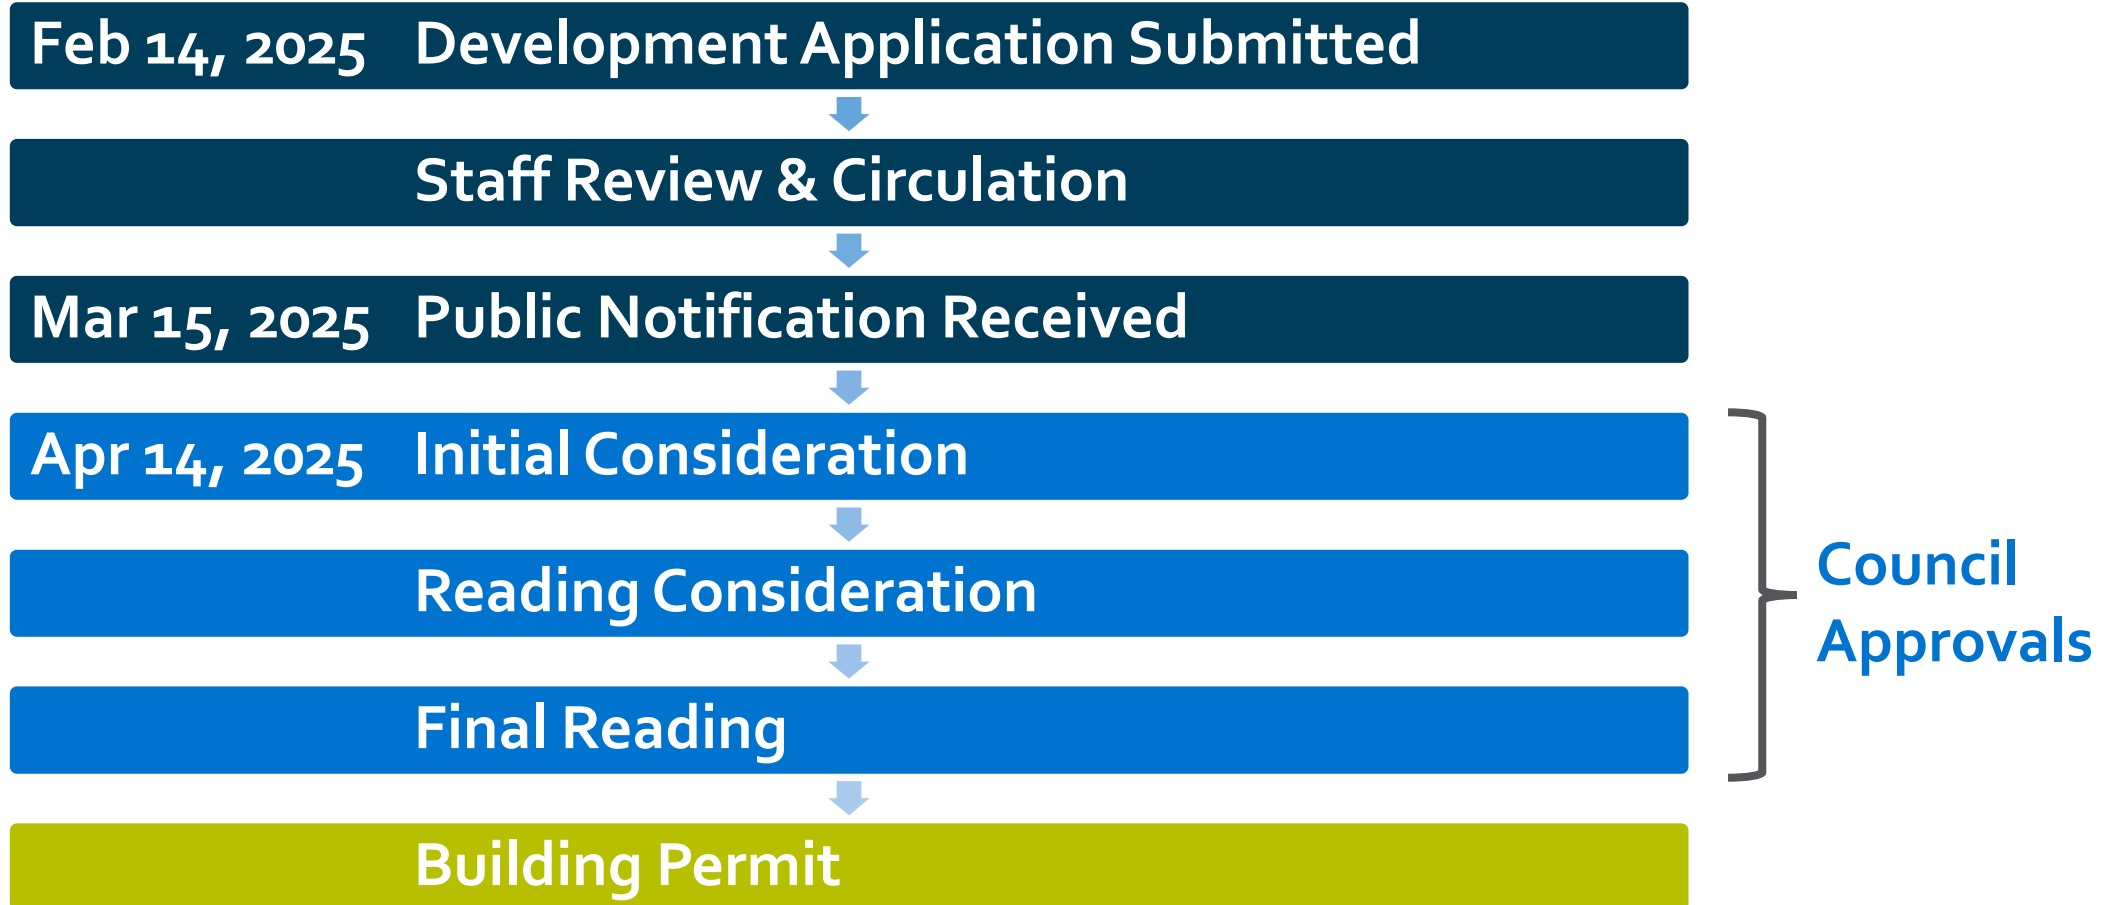 Feb 14, 2025 Development Application Submitted
Staff Review & Circulation
Mar 15, 2025 Public Notification Received
Apr 14, 2025 Initial Consideration
Reading Consideration
Final Reading
Building Permit
Council
Approvals